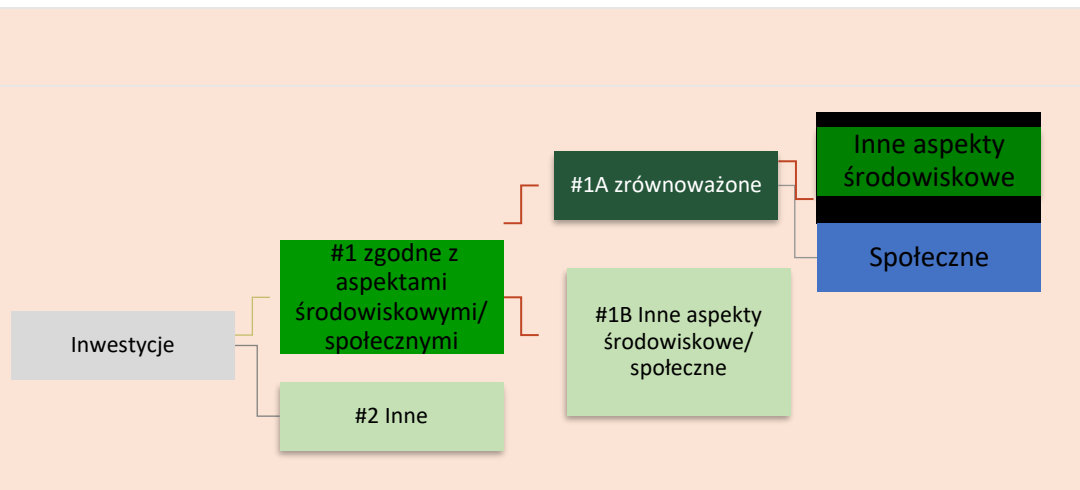 Inwestycje
#1 zgodne z
aspektami
środowiskowymi/
społecznymi
#2 Inne
#1A zrównoważone
#1B Inne aspekty
środowiskowe/
społeczne
Inne aspekty
środowiskowe
Społeczne